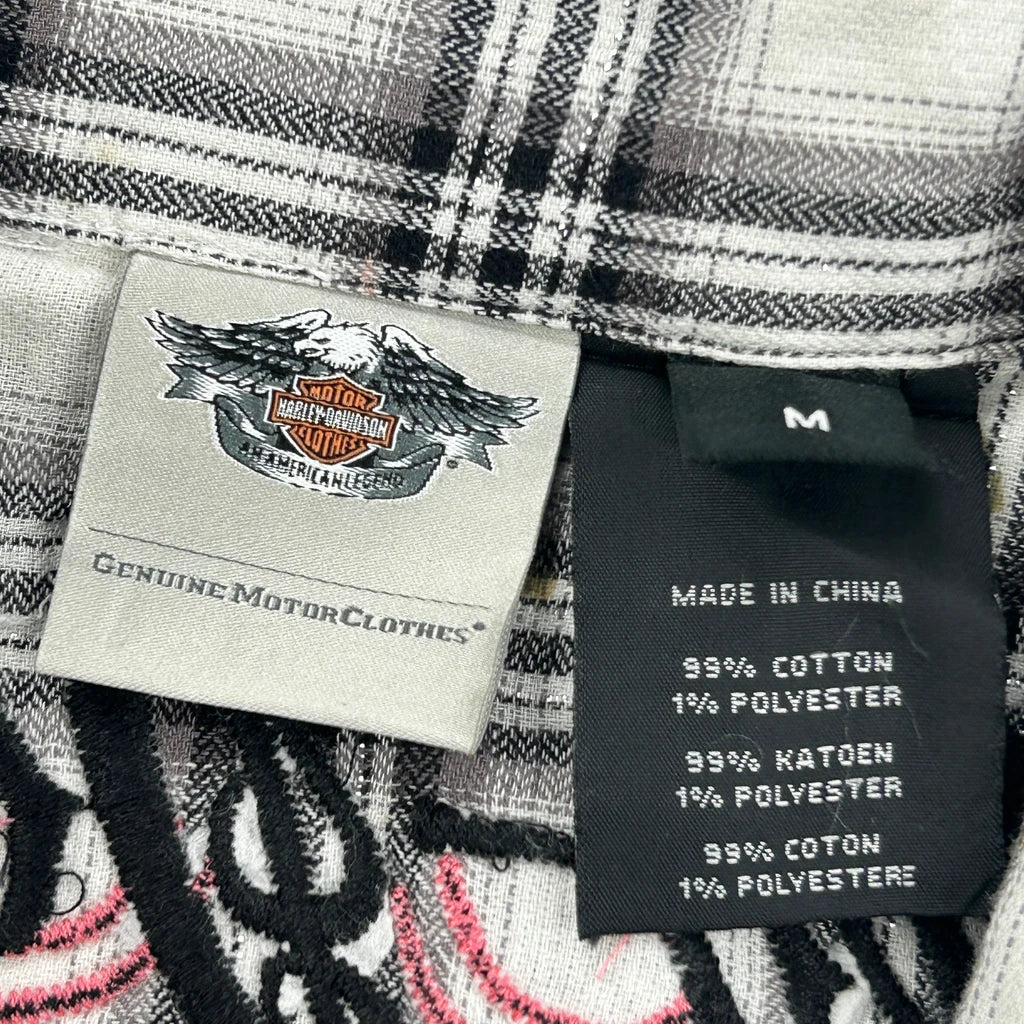 MOTOR
HARLEY-DAVIDSON
CLOTHES
AN AMERICAN LEGEND
GENUINE MOTORCLOTHES®
M
MADE IN CHINA
99% COTTON
1% POLYESTER
99% KATOEN
1% POLYESTER
99% COTON
1% POLYESTERE